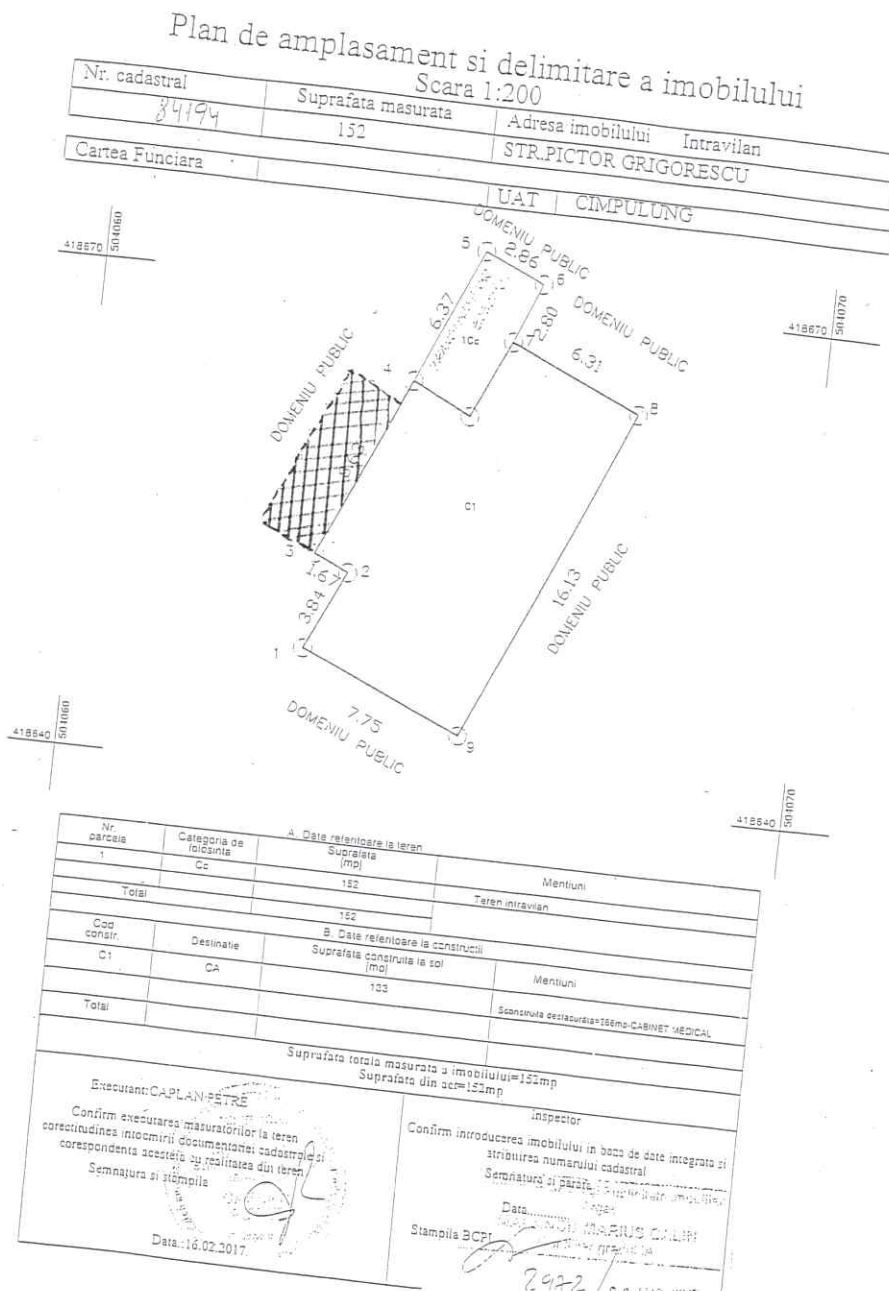 Plan de amplasament si delimitare a imobilului
Scara 1:200
Nr. cadastral
Suprafata masurata
Adresa imobilului Intravilan
84194
152
STR.PICTOR GRIGORESCU
Cartea Funciara
UAT CIMPULUNG
418670
504060
418670
504070
DOMENIU PUBLIC
5
2.86
6
DOMENIU PUBLIC
6.37
1Cc
2.80
7
6.31
8
DOMENIU PUBLIC
4
C1
3
1.67
2
3.84
1
16.13
DOMENIU PUBLIC
7.75
DOMENIU PUBLIC
9
418640
504060
418640
504070
A. Date referitoare la teren
Nr. parcela
Categoria de folosinta
Suprafata (mp)
Mentiuni
1
Cc
152
Teren intravilan
Total
152
B. Date referitoare la constructii
Cod constr.
Destinatie
Suprafata construita la sol (mp)
Mentiuni
C1
CA
133
CABINET MEDICAL
Total
Suprafata totala masurata a imobilului=152mp
Suprafata din act=152mp
Executant:CAPLAN PETRE
Confirm executarea masuratorilor la teren
corectitudinea intocmirii documentatiei cadastrale si
corespondenta acesteia cu realitatea din teren
Semnatura si stampila
Data.:16.02.2017.
Inspector
Confirm introducerea imobilului in baza de date integrata si
atribuirea numarului cadastral
Semnatura si parafa
Data
MARIUS CALIN
Stampila BCPI
2972